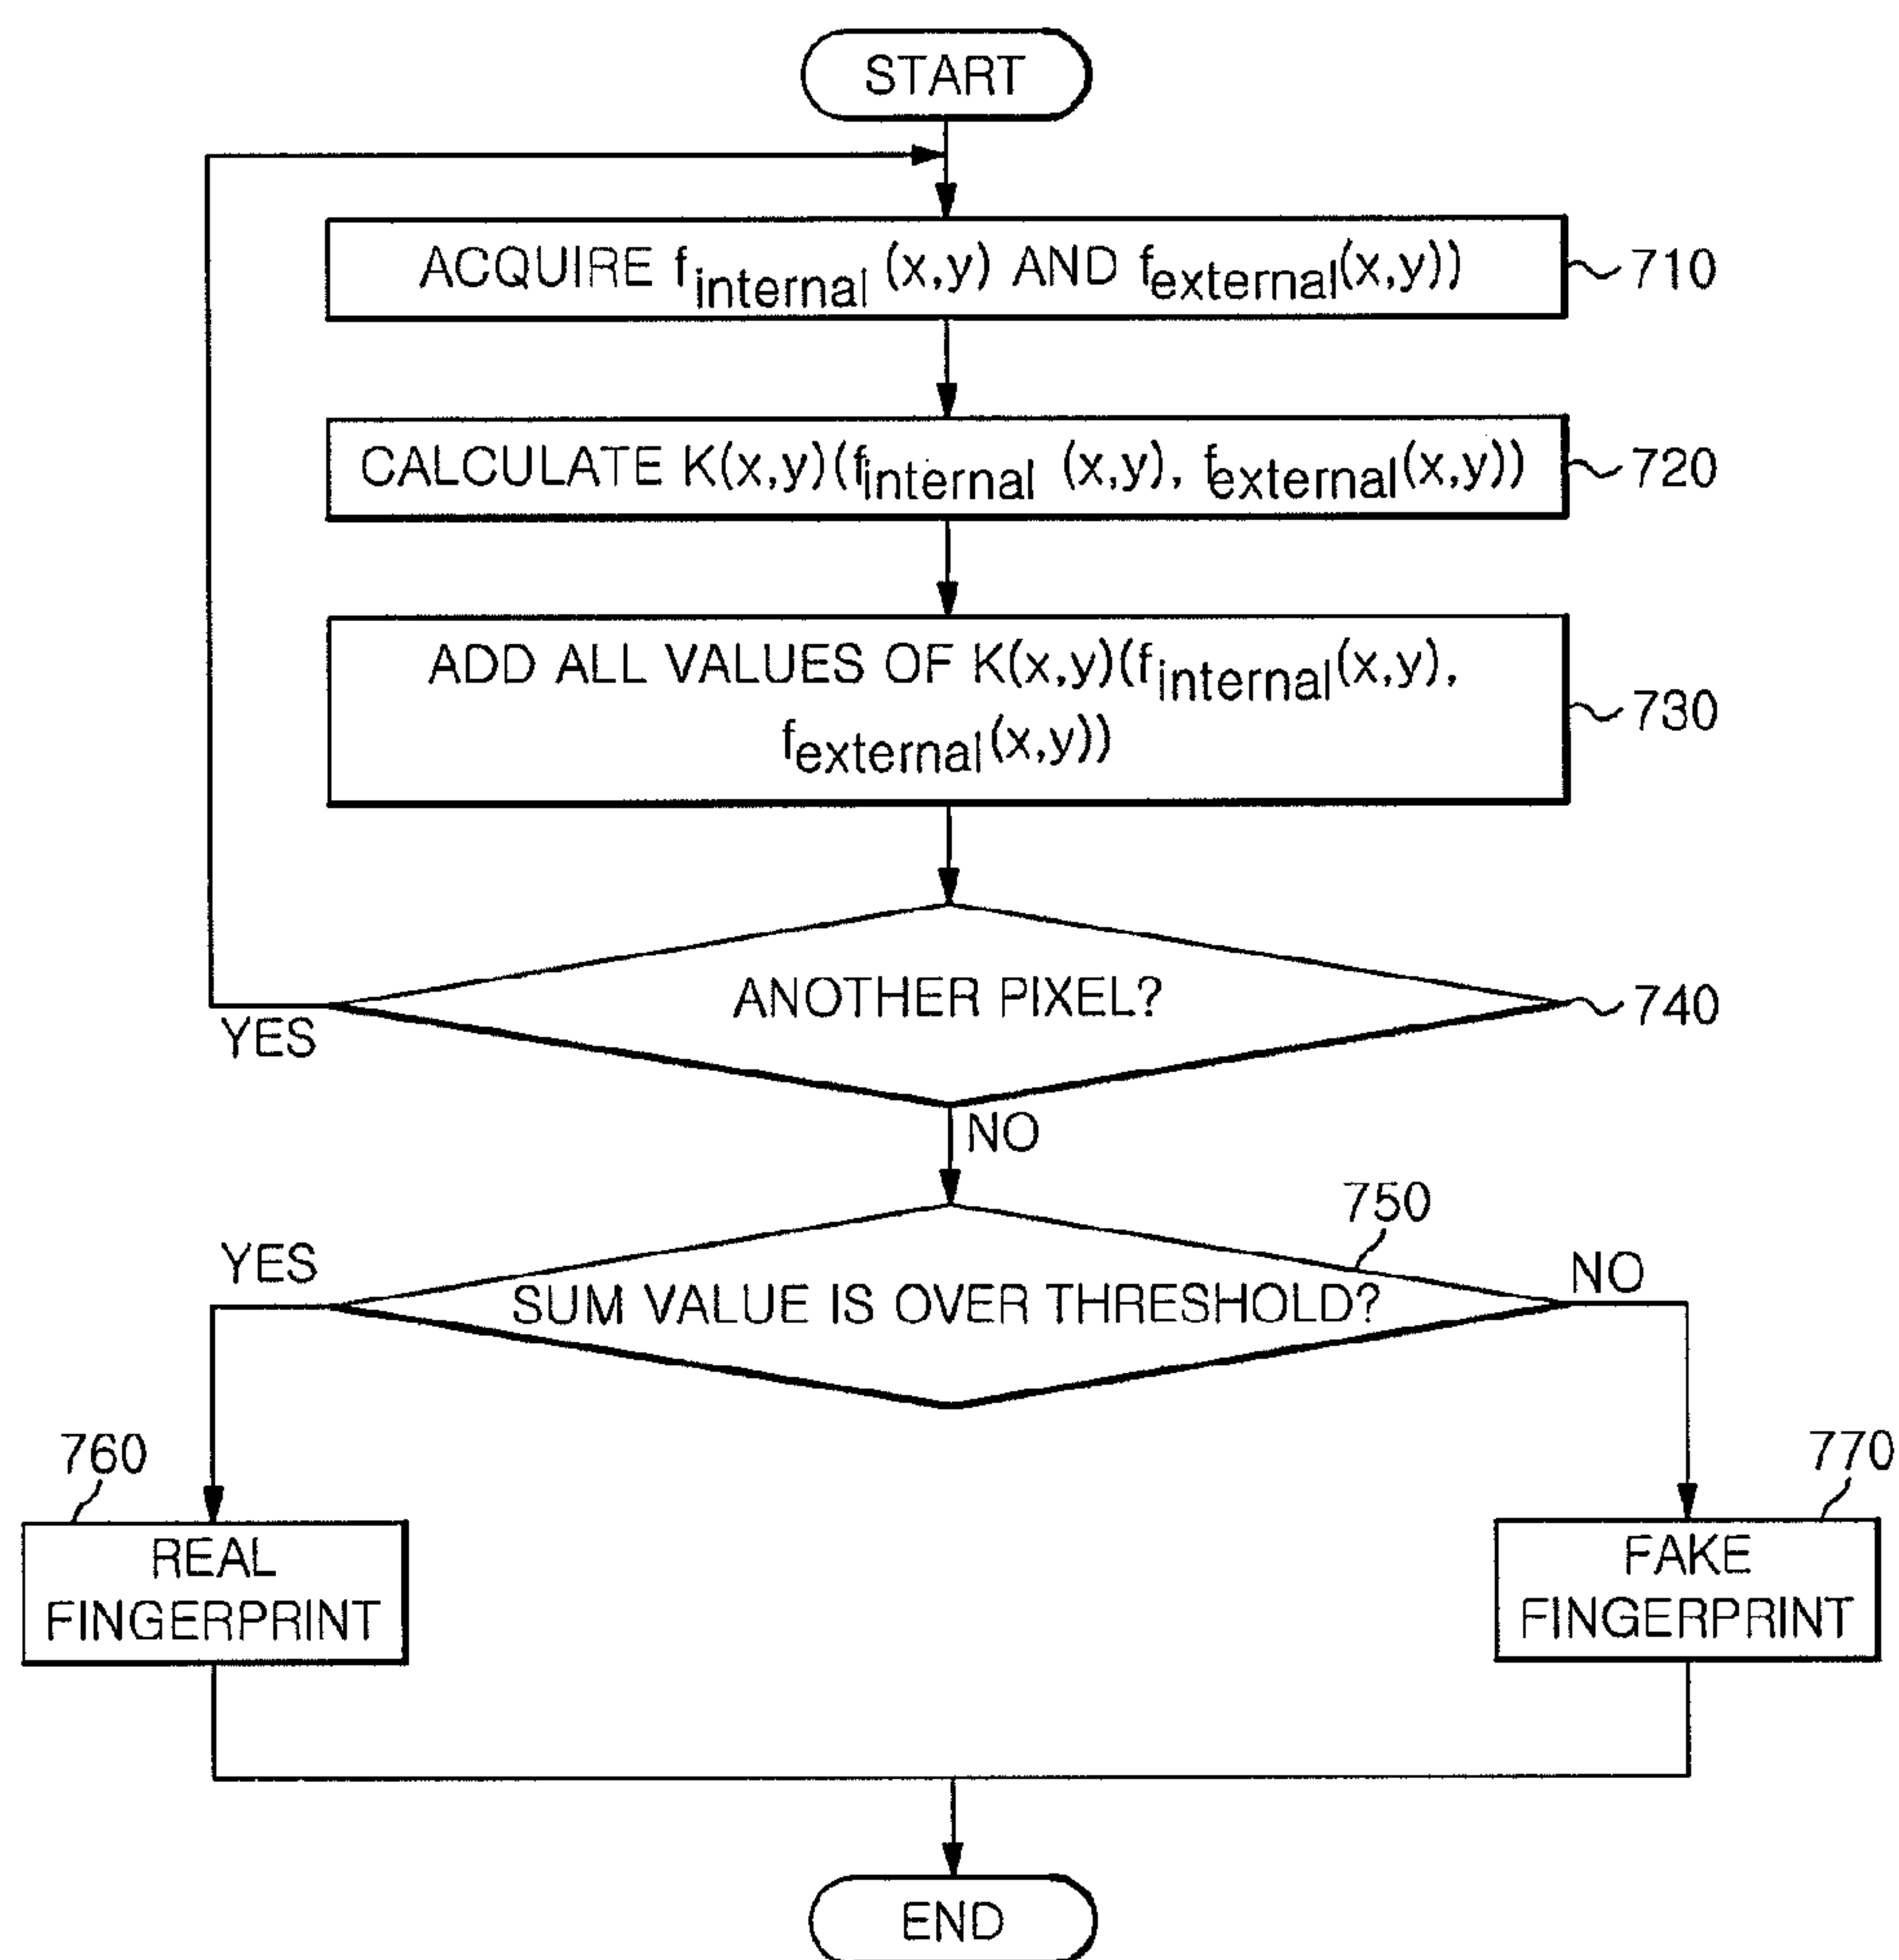 START
ACQUIRE finternal (x,y) AND fexternal(x,y))
710
CALCULATE K(x,y)(finternal (x,y), fexternal(x,y))
720
ADD ALL VALUES OF K(x,y)(finternal(x,y),
fexternal(x,y))
730
ANOTHER PIXEL?
740
YES
NO
750
YES
SUM VALUE IS OVER THRESHOLD?
NO
760
770
REAL
FINGERPRINT
FAKE
FINGERPRINT
END